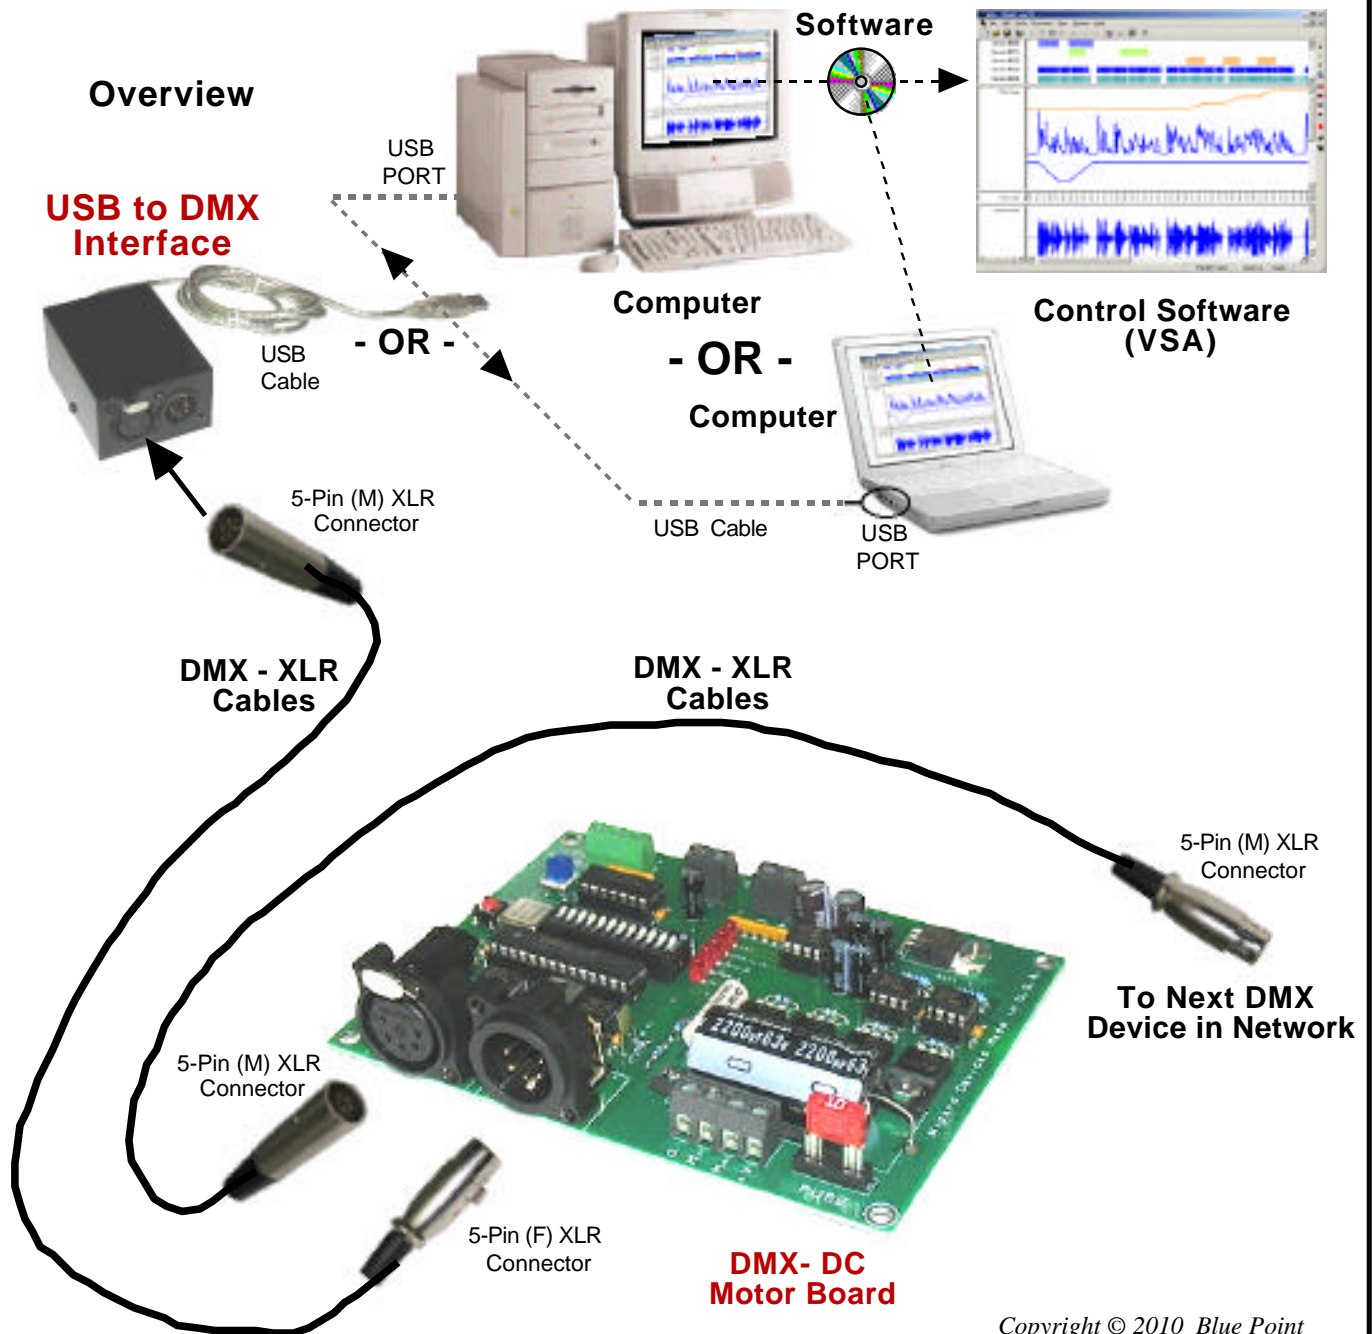 Software
Overview
USB
PORT
USB to DMX
Interface
Computer
Control Software
(VSA)
- OR -
USB
Cable
- OR -
Computer
5-Pin (M) XLR
Connector
USB Cable
USB
PORT
DMX - XLR
Cables
DMX - XLR
Cables
5-Pin (M) XLR
Connector
To Next DMX
Device in Network
2200µf63v 2200µf63
10
5-Pin (M) XLR
Connector
5-Pin (F) XLR
Connector
DMX- DC
Motor Board
Copyright © 2010 Blue Point